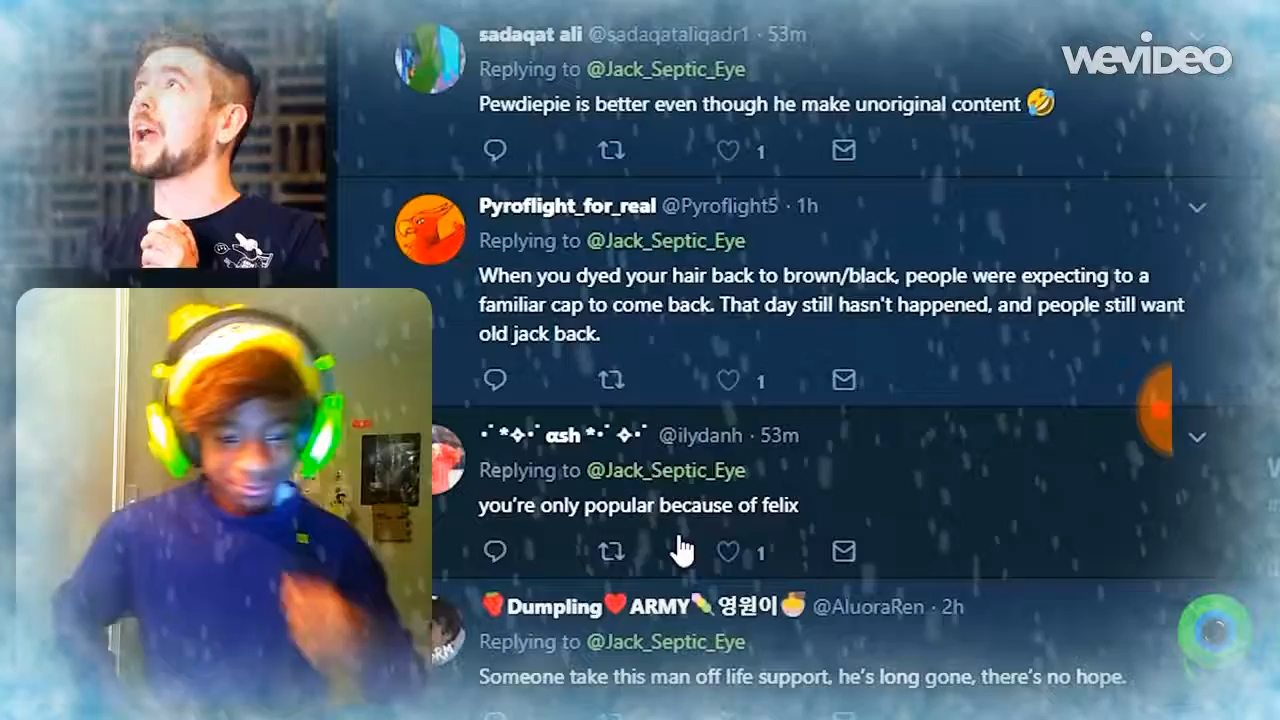 wevideo
sadaqat ali @sadaqataliqadr1 · 53m
Replying to @Jack_Septic_Eye
Pewdiepie is better even though he make unoriginal content 🤣
1
Pyroflight_for_real @Pyroflight5 · 1h
Replying to @Jack_Septic_Eye
When you dyed your hair back to brown/black, people were expecting to a
familiar cap to come back. That day still hasn't happened, and people still want
old jack back.
1
･ﾟ*✧･ﾟ αsh *･ﾟ✧･ﾟ @ilydanh · 53m
Replying to @Jack_Septic_Eye
you're only popular because of felix
1
🍓Dumpling❤️ARMY🍡영원이🍜 @AluoraRen · 2h
Replying to @Jack_Septic_Eye
Someone take this man off life support, he's long gone, there's no hope.